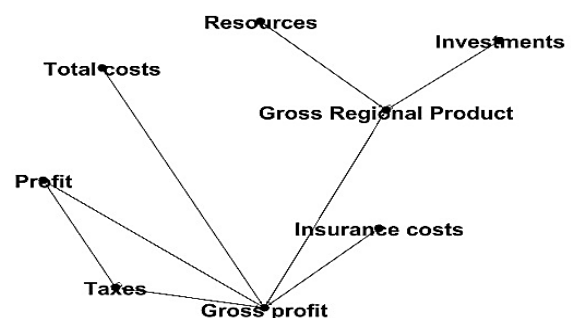 Resources
Investments
Total costs
Gross Regional Product
Profit
Insurance costs
Taxes
Gross profit